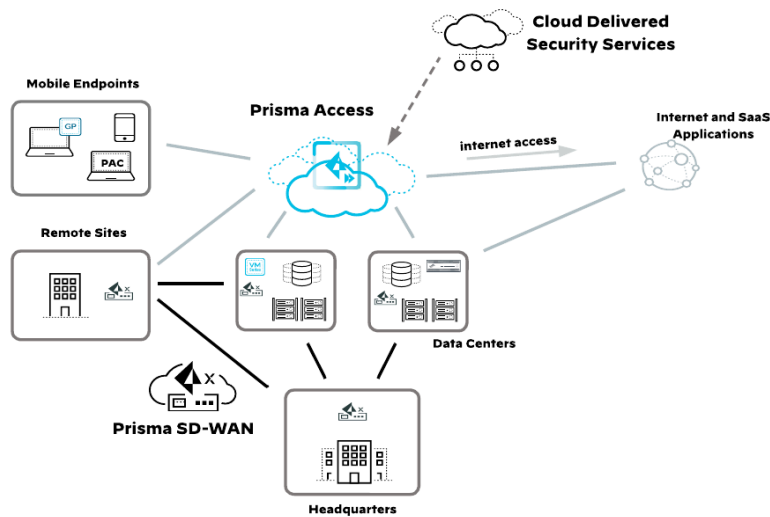 Cloud Delivered
Security Services
Mobile Endpoints
GP
PAC
Prisma Access
internet access
Internet and SaaS
Applications
Remote Sites
VM
x
x
x
Data Centers
x
Prisma SD-WAN
x
Headquarters